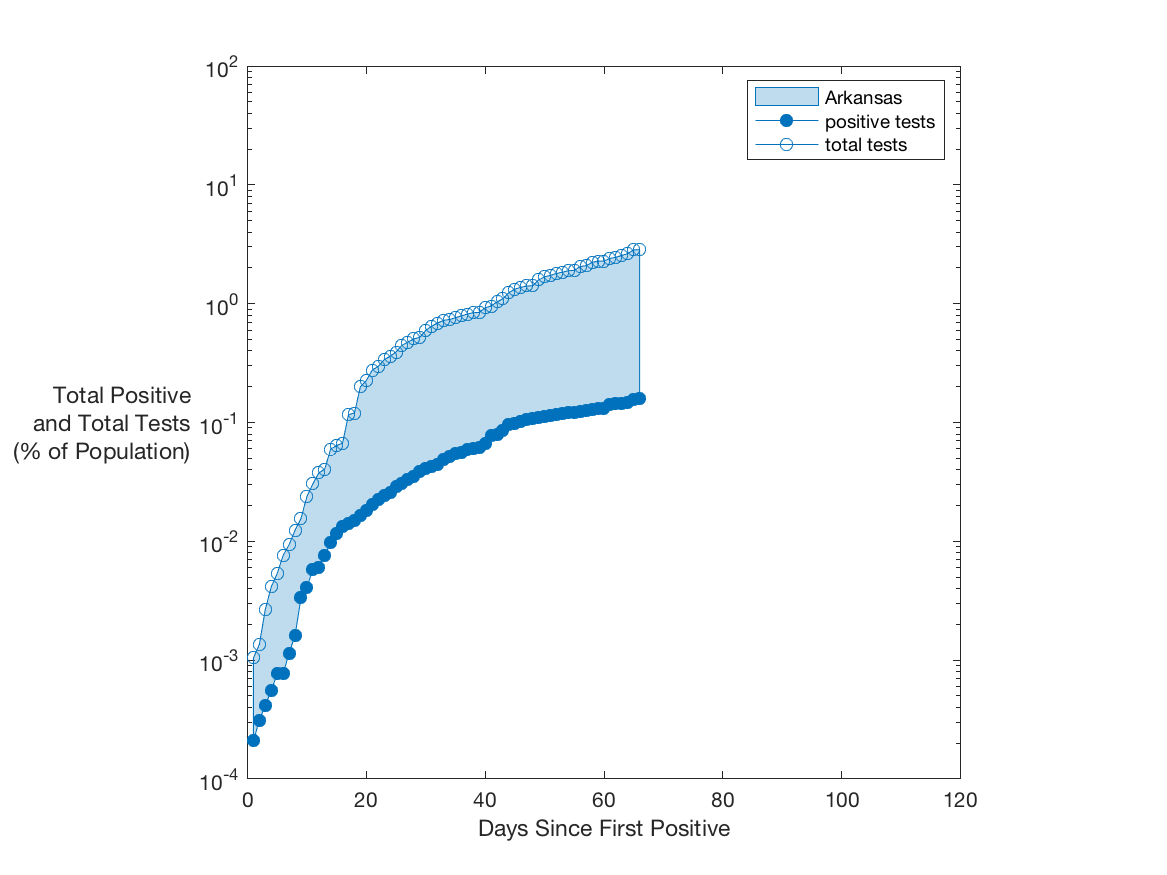 10^2
10^1
10^0
10^-1
10^-2
10^-3
10^-4
Total Positive
and Total Tests
(% of Population)
Arkansas
positive tests
total tests
0 20 40 60 80 100 120
Days Since First Positive